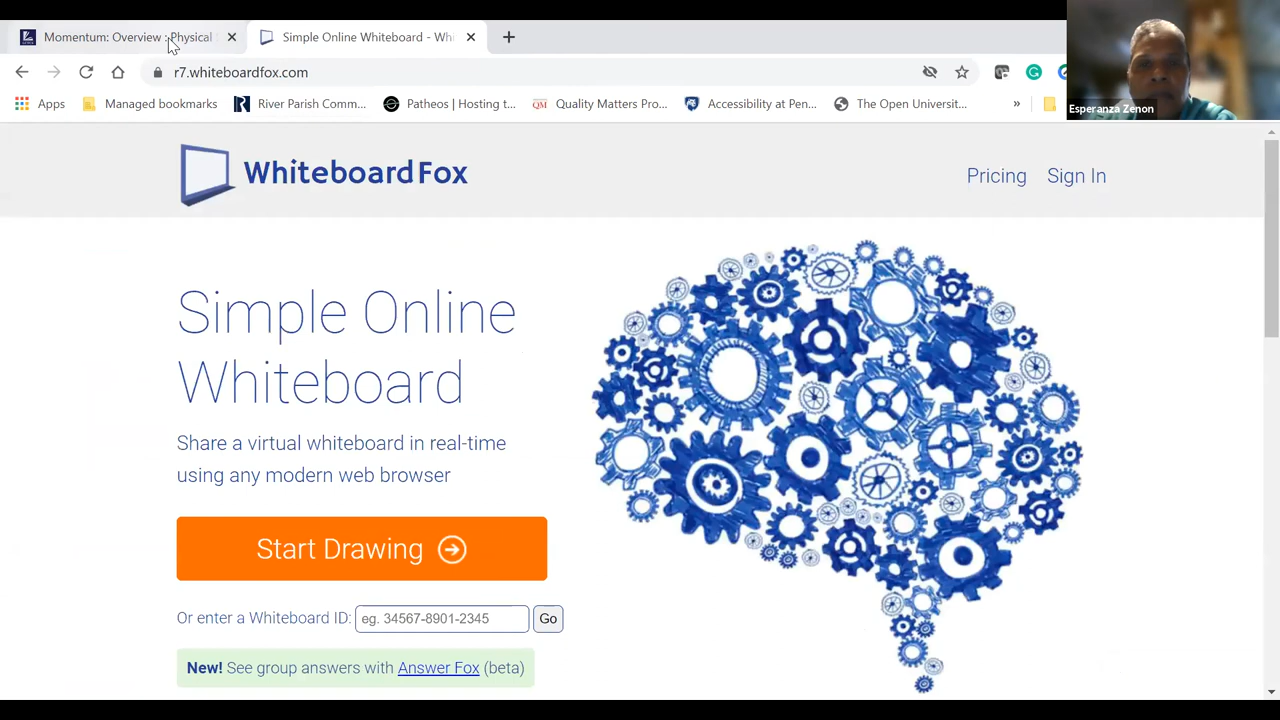 Momentum: Overview : Physical S
Simple Online Whiteboard - Whi
r7.whiteboardfox.com
Apps
Managed bookmarks
River Parish Comm...
Patheos | Hosting t...
QM
Quality Matters Pro...
Accessibility at Pen...
The Open Universit...
»
Esperanza Zenon
Whiteboard Fox
Pricing
Sign In
Simple Online
Whiteboard
Share a virtual whiteboard in real-time
using any modern web browser
Start Drawing
Or enter a Whiteboard ID: eg. 34567-8901-2345 Go
New! See group answers with Answer Fox (beta)